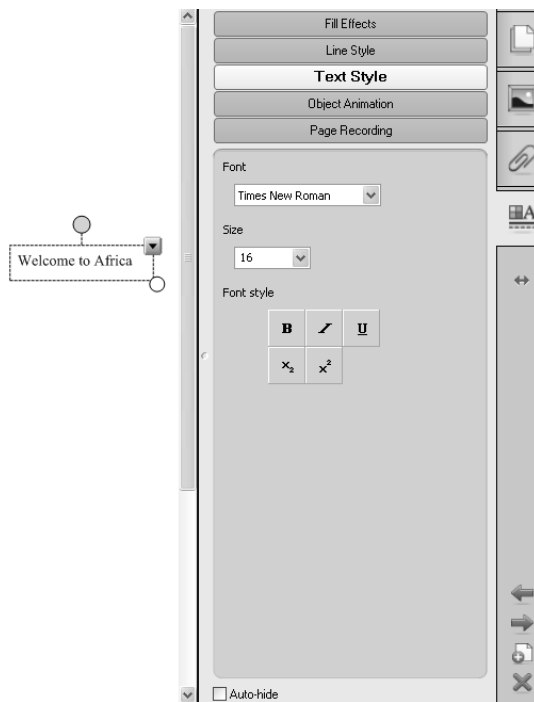 Fill Effects
Line Style
Text Style
Object Animation
Page Recording
Font
Times New Roman
Welcome to Africa
Size
16
Font style
B I U
x₂ x²
A
Auto-hide